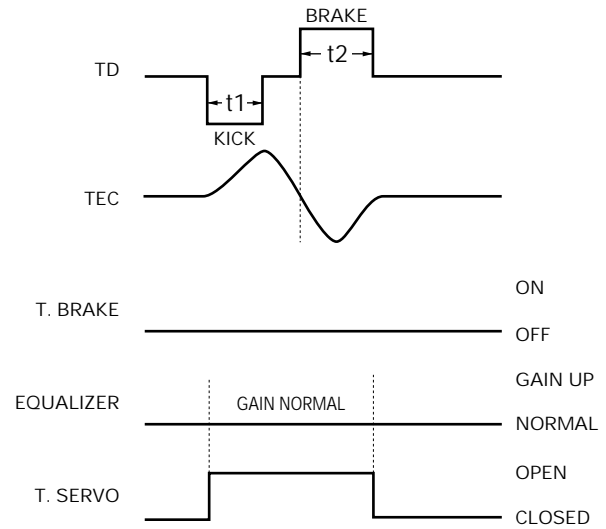 BRAKE
TD
t2
t1
KICK
TEC
ON
T. BRAKE
OFF
GAIN UP
EQUALIZER
GAIN NORMAL
NORMAL
OPEN
T. SERVO
CLOSED